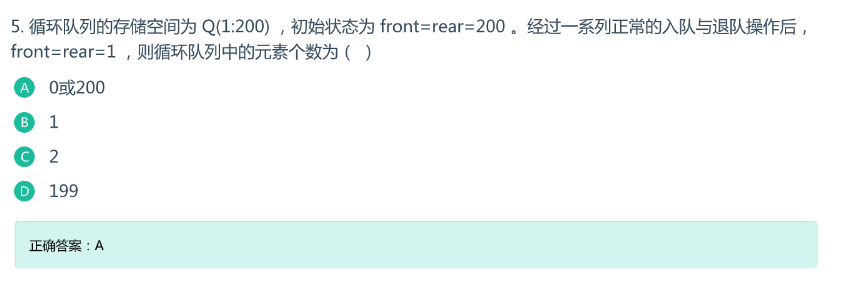 5. 循环队列的存储空间为 Q(1:200) ，初始状态为 front=rear=200 。经过一系列正常的入队与退队操作后，
front=rear=1 ，则循环队列中的元素个数为 (   )
A 0或200
B 1
C 2
D 199
正确答案：A